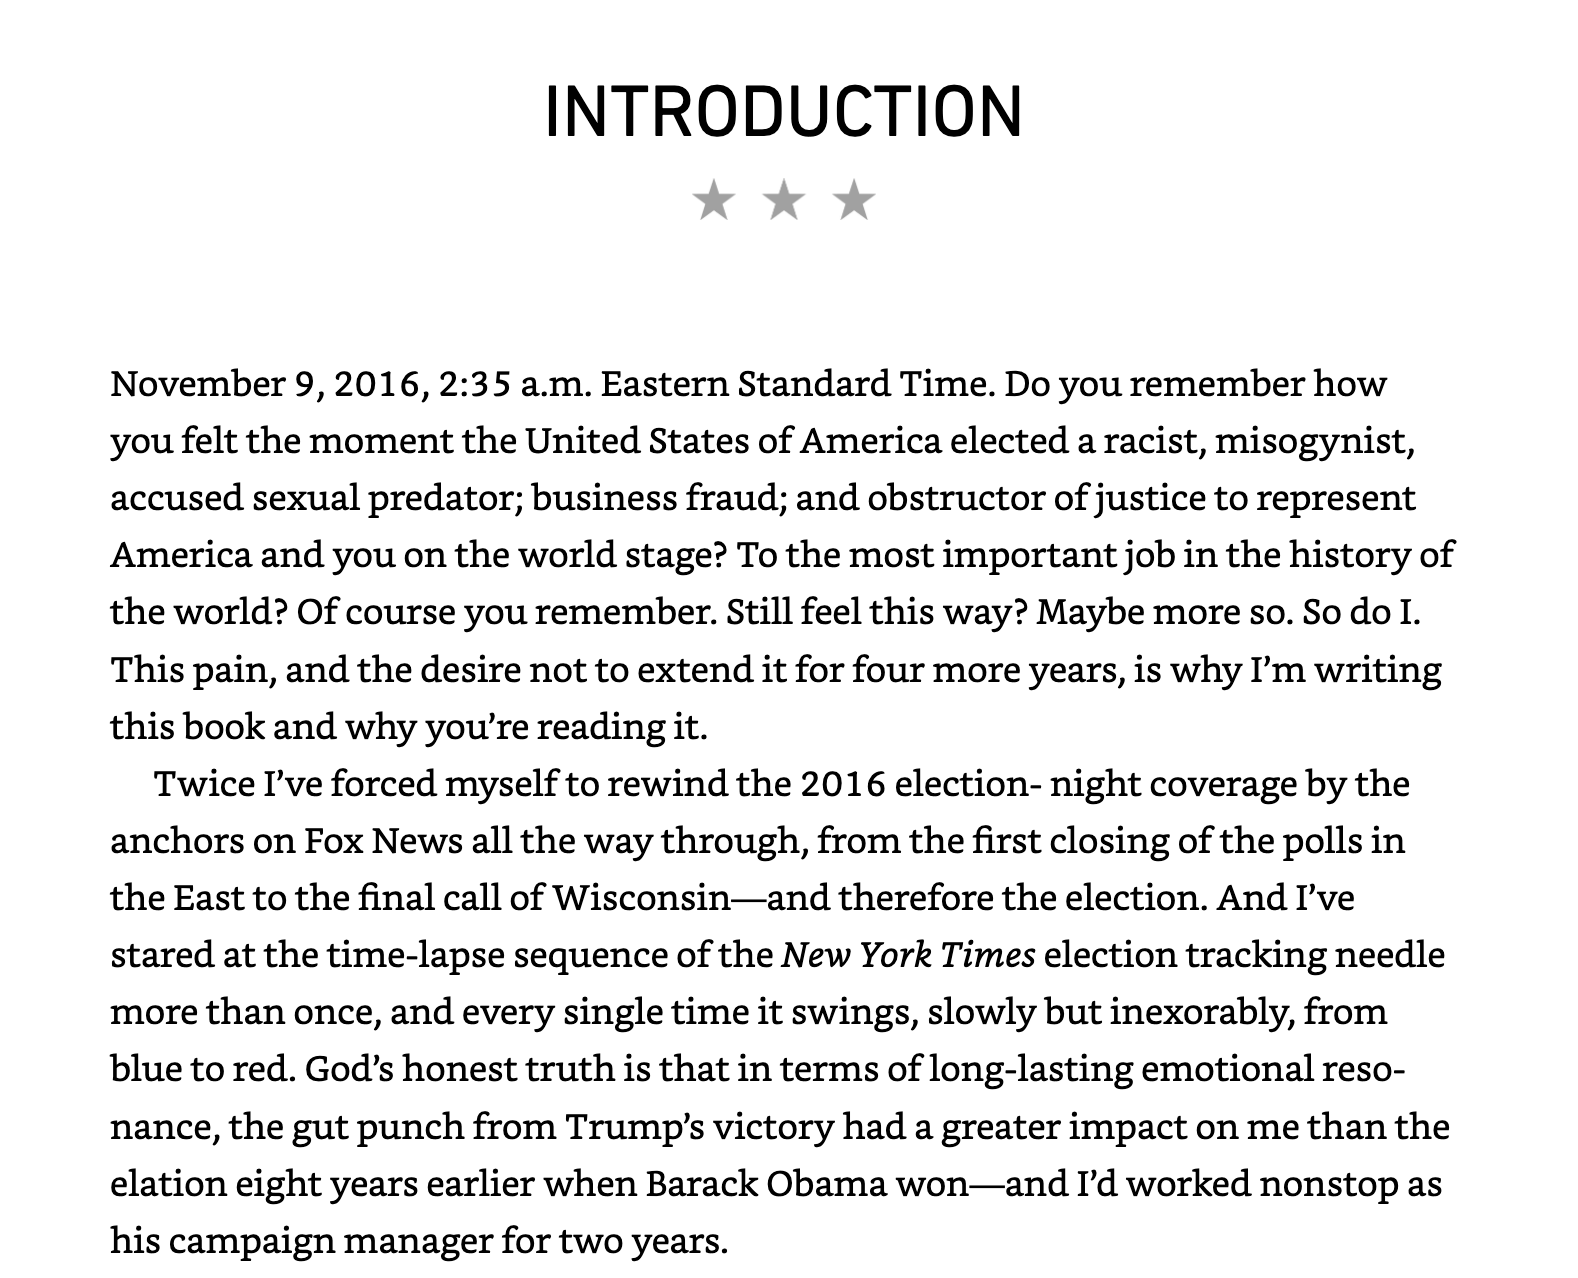 INTRODUCTION
★ ★ ★
November 9, 2016, 2:35 a.m. Eastern Standard Time. Do you remember how
you felt the moment the United States of America elected a racist, misogynist,
accused sexual predator; business fraud; and obstructor of justice to represent
America and you on the world stage? To the most important job in the history of
the world? Of course you remember. Still feel this way? Maybe more so. So do I.
This pain, and the desire not to extend it for four more years, is why I’m writing
this book and why you’re reading it.
Twice I’ve forced myself to rewind the 2016 election- night coverage by the
anchors on Fox News all the way through, from the first closing of the polls in
the East to the final call of Wisconsin—and therefore the election. And I’ve
stared at the time-lapse sequence of the New York Times election tracking needle
more than once, and every single time it swings, slowly but inexorably, from
blue to red. God’s honest truth is that in terms of long-lasting emotional reso-
nance, the gut punch from Trump’s victory had a greater impact on me than the
elation eight years earlier when Barack Obama won—and I’d worked nonstop as
his campaign manager for two years.